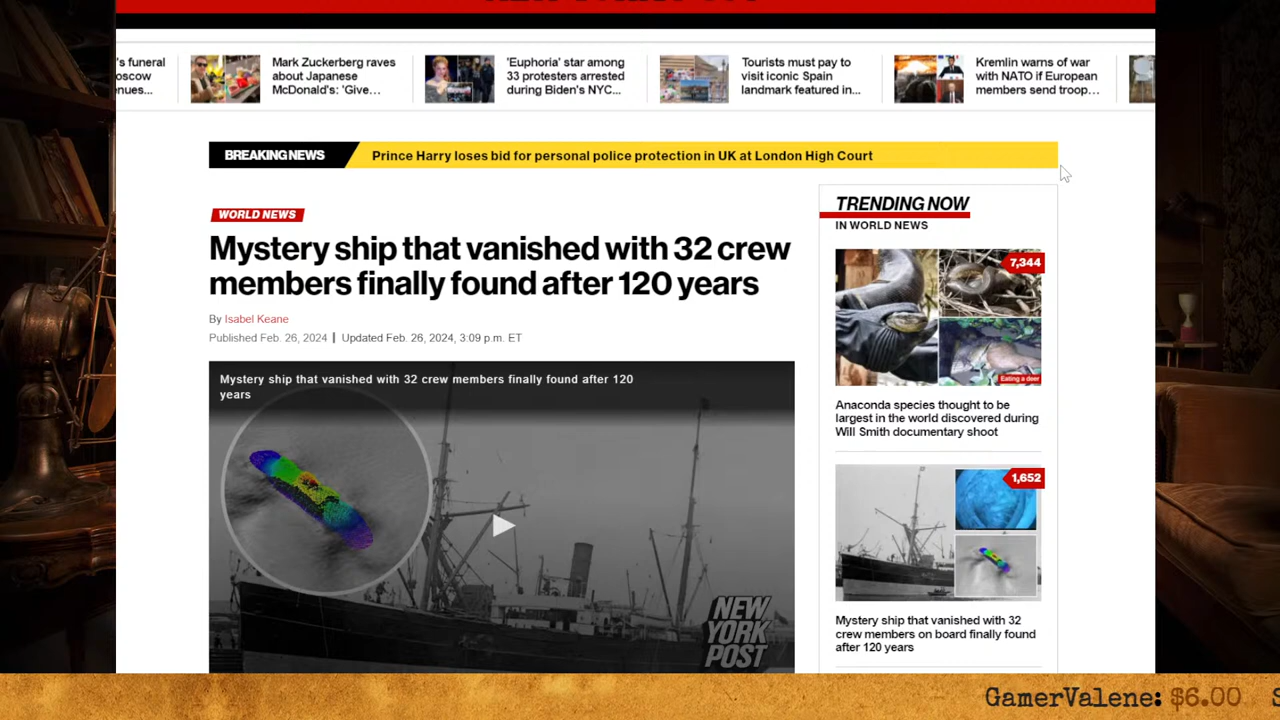 's funeral
oscow
enues...
Mark Zuckerberg raves
about Japanese
McDonald's: 'Give...
'Euphoria' star among
33 protesters arrested
during Biden's NYC...
Tourists must pay to
visit iconic Spain
landmark featured in...
Kremlin warns of war
with NATO if European
members send troop...
BREAKING NEWS
Prince Harry loses bid for personal police protection in UK at London High Court
WORLD NEWS
Mystery ship that vanished with 32 crew
members finally found after 120 years
By Isabel Keane
Published Feb. 26, 2024 | Updated Feb. 26, 2024, 3:09 p.m. ET
Mystery ship that vanished with 32 crew members finally found after 120
years
NEW
YORK
POST
TRENDING NOW
IN WORLD NEWS
7,344
Eating a deer
Anaconda species thought to be
largest in the world discovered during
Will Smith documentary shoot
1,652
Mystery ship that vanished with 32
crew members on board finally found
after 120 years
GamerValene: $6.00 S